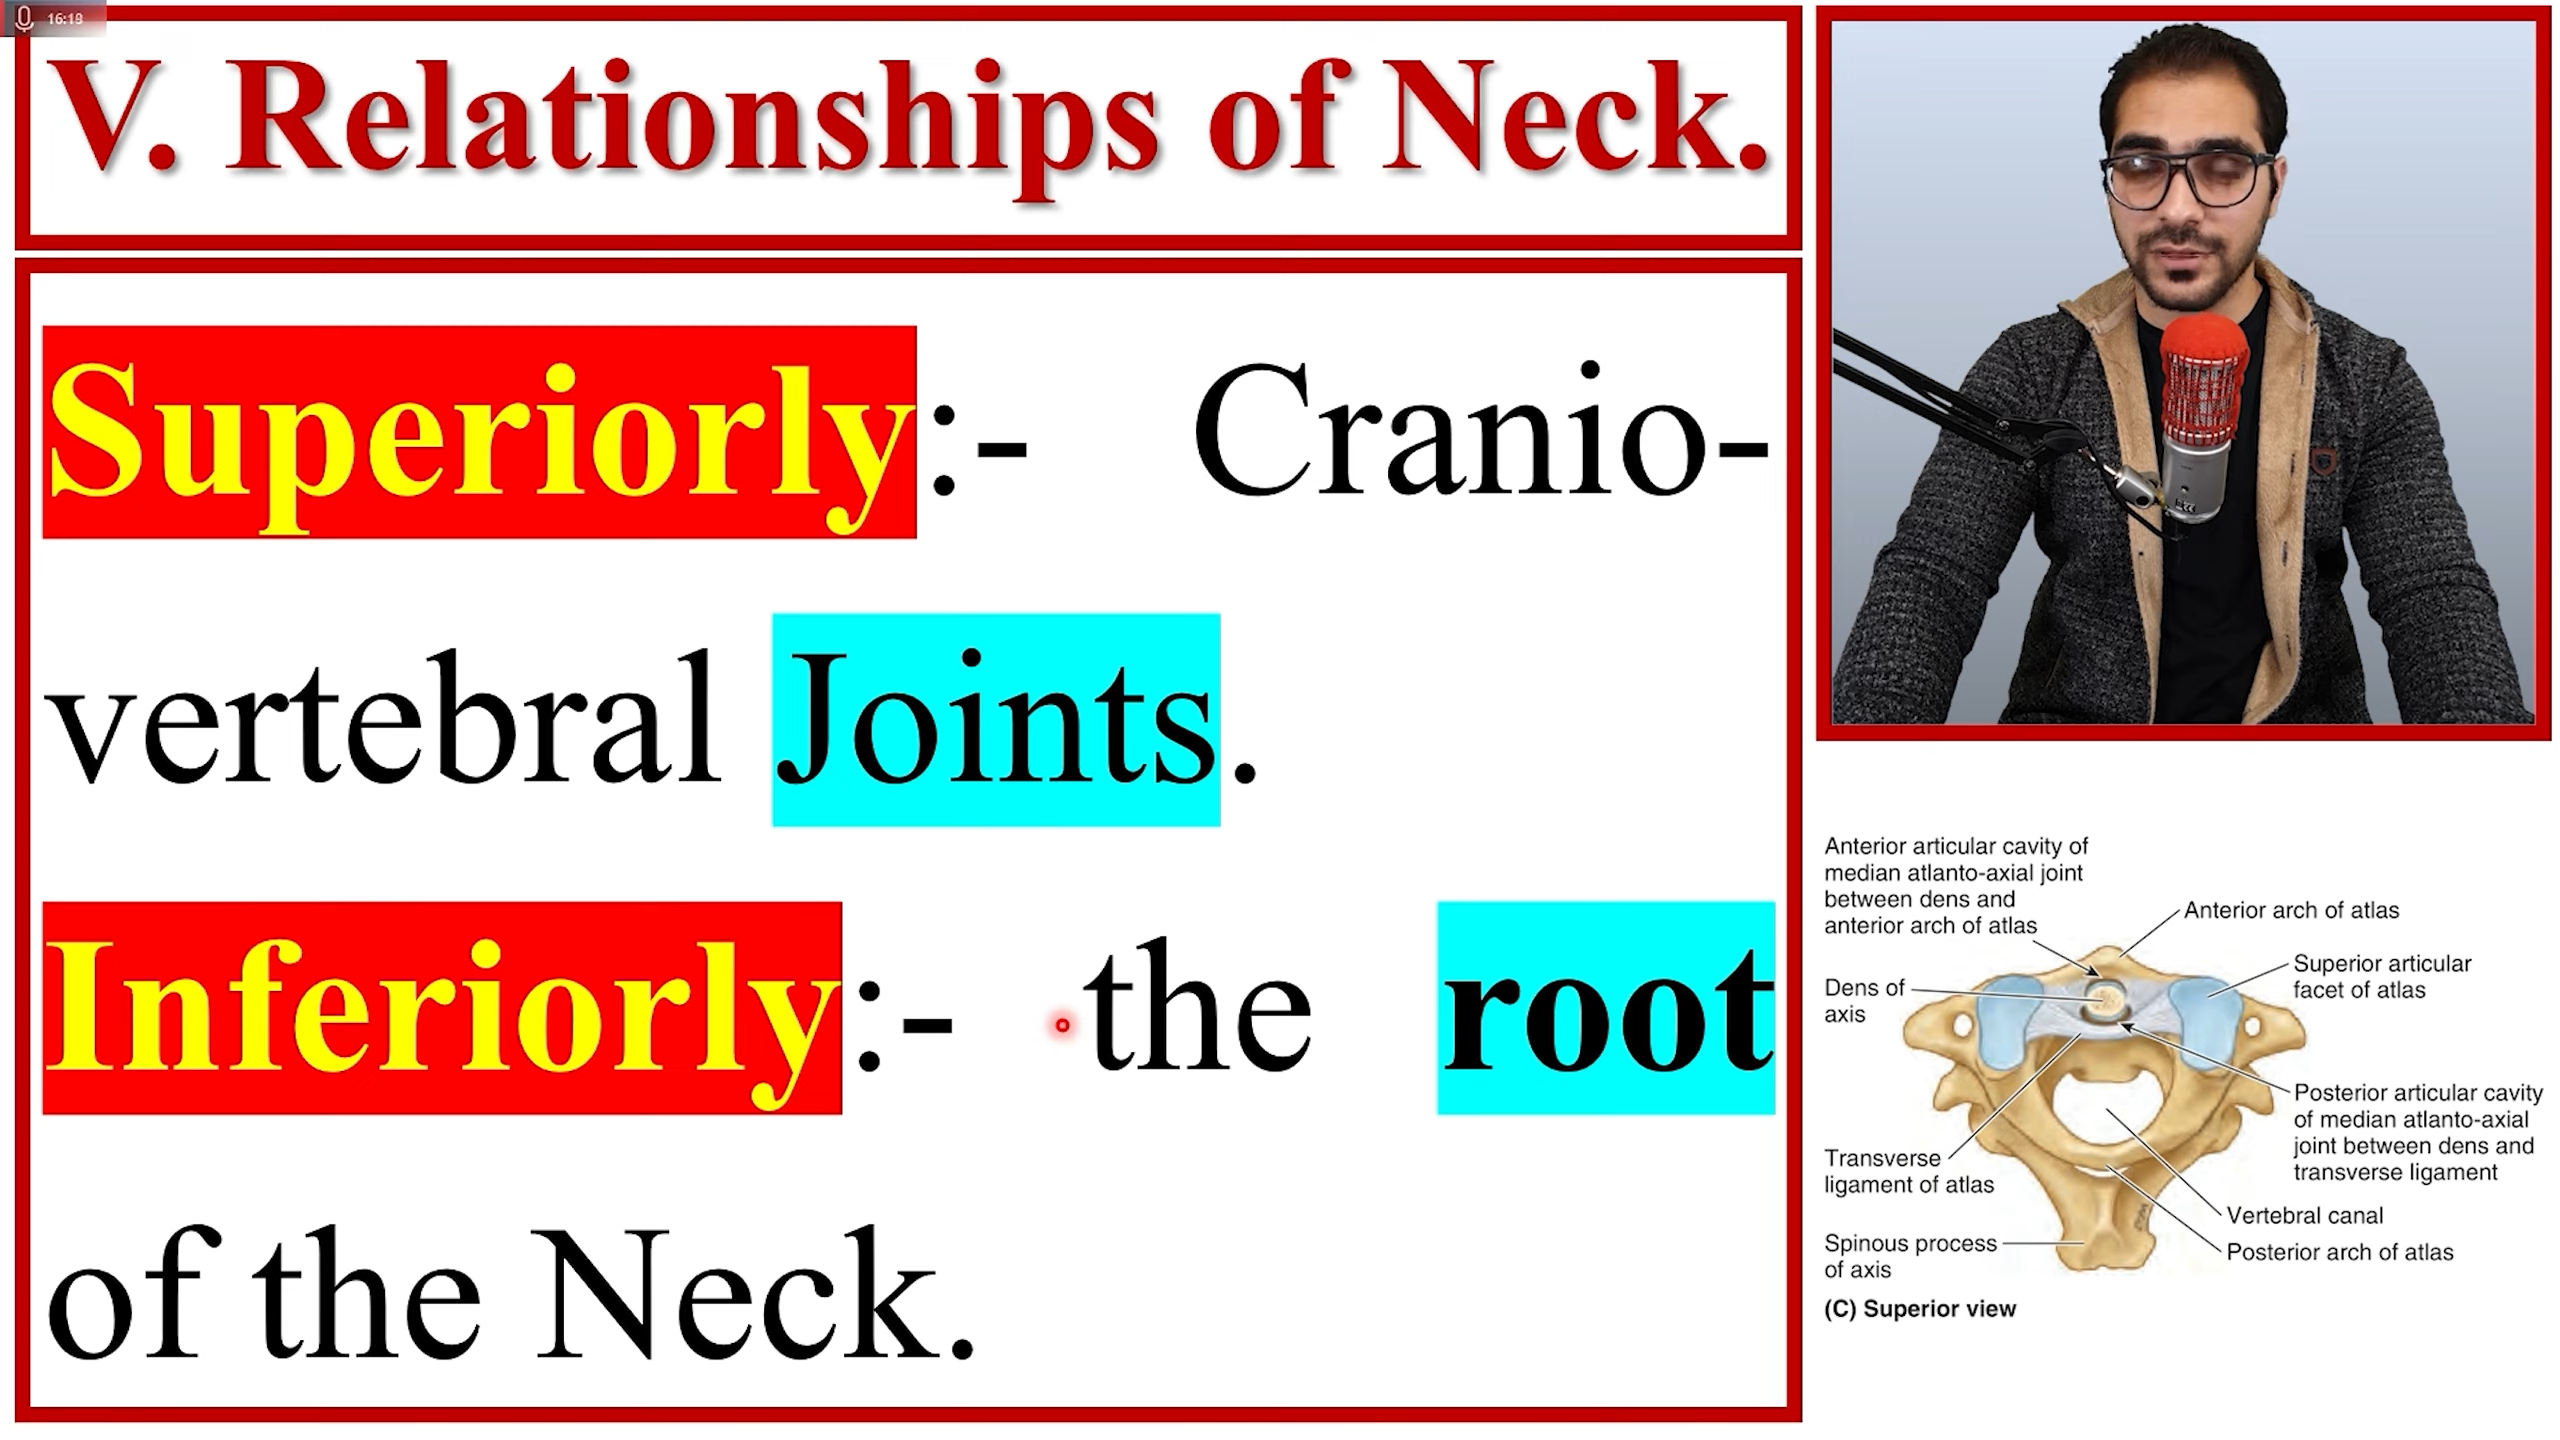 16:19
V. Relationships of Neck.
Superiorly:- Cranio-
vertebral Joints.
Inferiorly:- the root
of the Neck.
Anterior articular cavity of
median atlanto-axial joint
between dens and
anterior arch of atlas
Anterior arch of atlas
Superior articular
facet of atlas
Dens of
axis
Posterior articular cavity
of median atlanto-axial
joint between dens and
transverse ligament
Transverse
ligament of atlas
Vertebral canal
Spinous process
of axis
Posterior arch of atlas
(C) Superior view